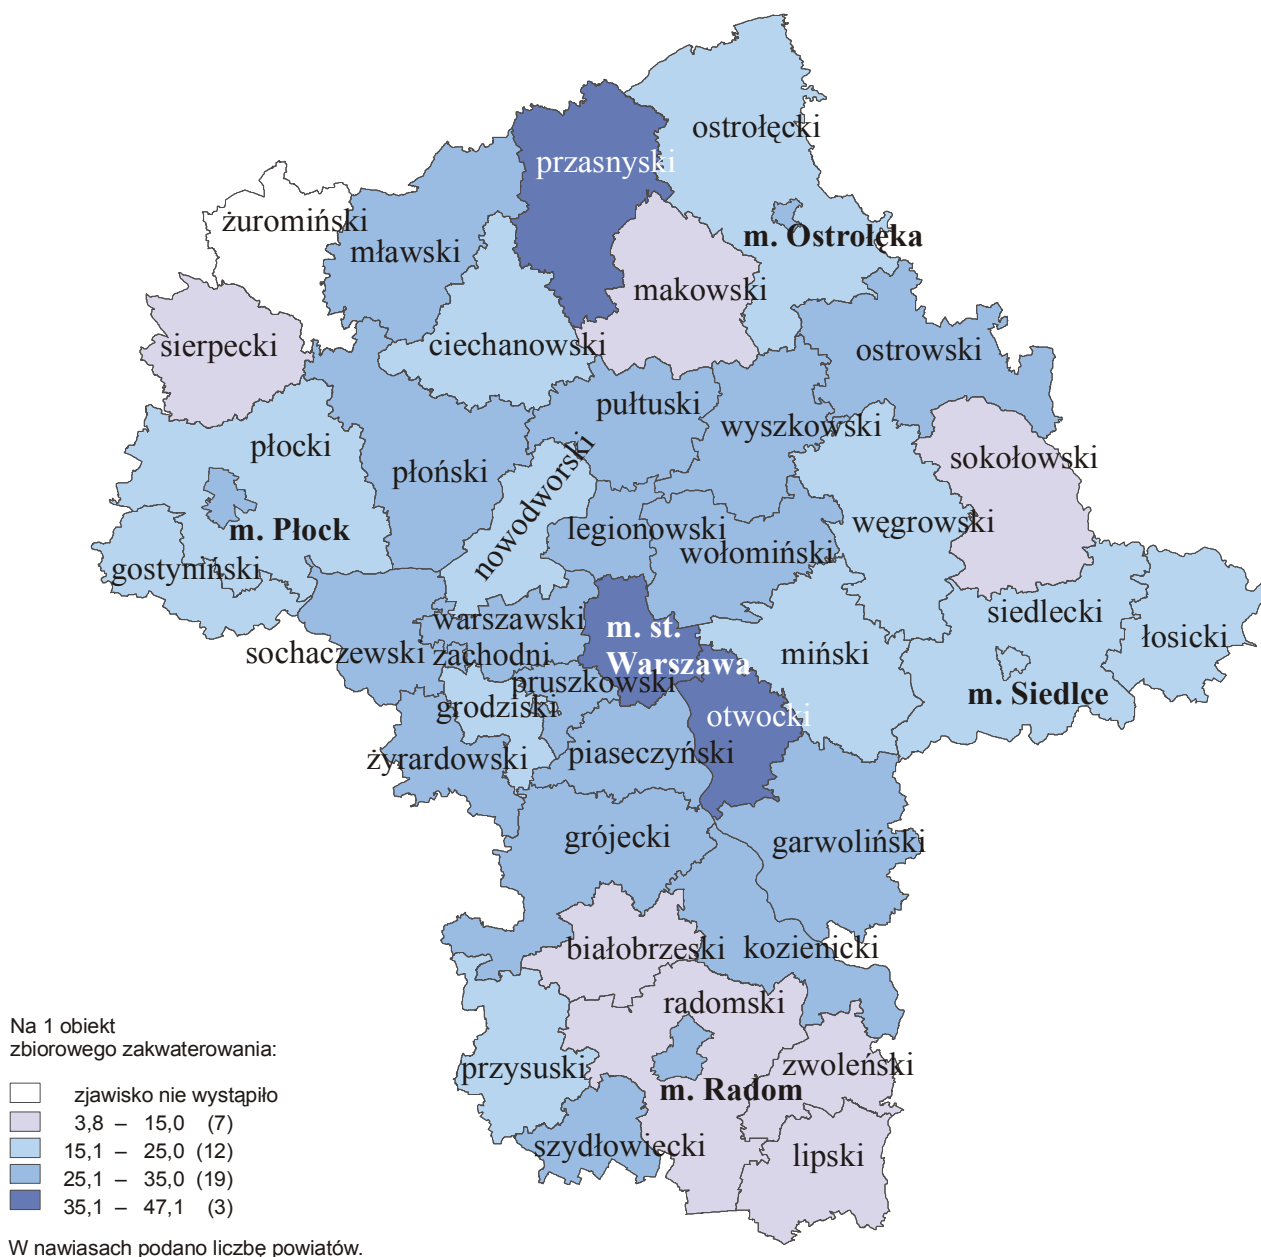 ostrołęcki
przasnyski
żuromiński
mławski
m. Ostrołęka
makowski
sierpecki
ciechanowski
ostrowski
pułtuski
wyszkowski
płocki
płoński
nowodworski
sokołowski
m. Płock
legionowski
wołomiński
węgrowski
gostyniński
siedlecki
łosicki
warszawski
zachodni
m. st.
Warszawa
sochaczewski
miński
pruszkowski
grodziski
m. Siedlce
otwocki
żyrardowski
piaseczyński
grójecki
garwoliński
białobrzeski
kozienicki
radomski
przysuski
zwoleński
m. Radom
szydłowiecki
lipski
Na 1 obiekt
zbiorowego zakwaterowania:
zjawisko nie wystąpiło
3,8 – 15,0 (7)
15,1 – 25,0 (12)
25,1 – 35,0 (19)
35,1 – 47,1 (3)
W nawiasach podano liczbę powiatów.